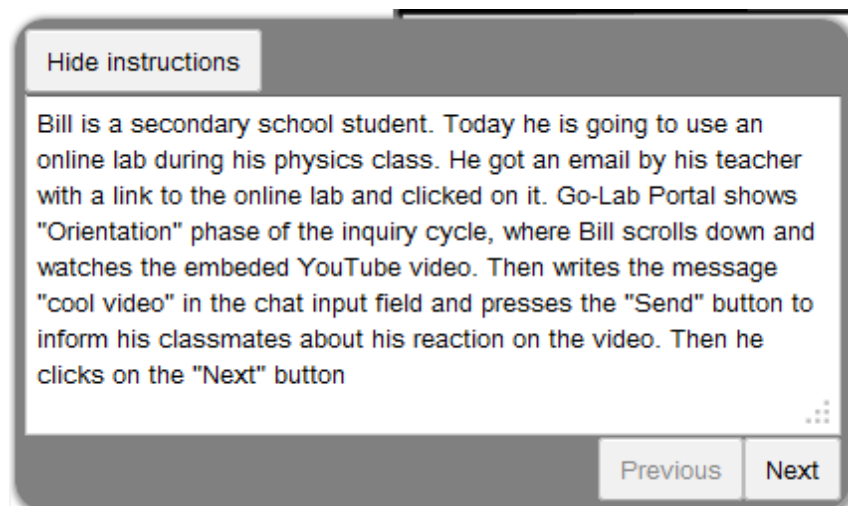 Hide instructions
Bill is a secondary school student. Today he is going to use an
online lab during his physics class. He got an email by his teacher
with a link to the online lab and clicked on it. Go-Lab Portal shows
"Orientation" phase of the inquiry cycle, where Bill scrolls down and
watches the embeded YouTube video. Then writes the message
"cool video" in the chat input field and presses the "Send" button to
inform his classmates about his reaction on the video. Then he
clicks on the "Next" button
Previous Next